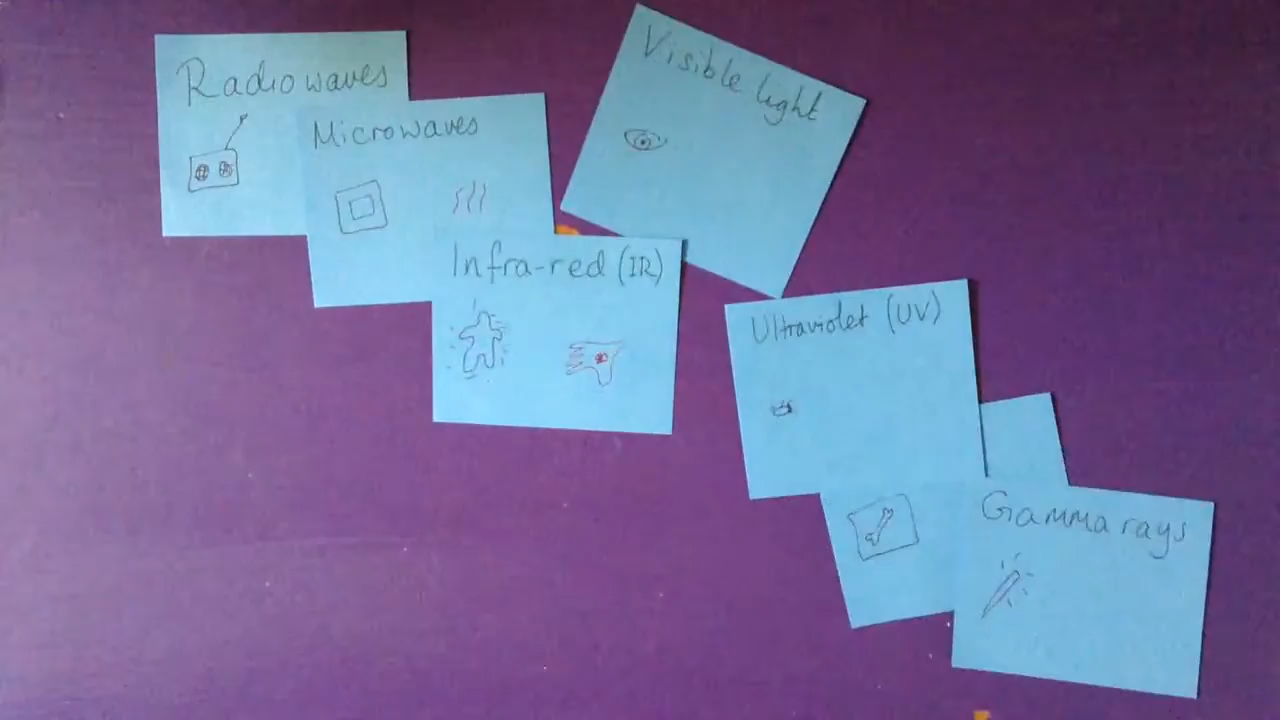 Radiowaves
Microwaves
Infra-red (IR)
Visible light
Ultraviolet (UV)
Gamma rays